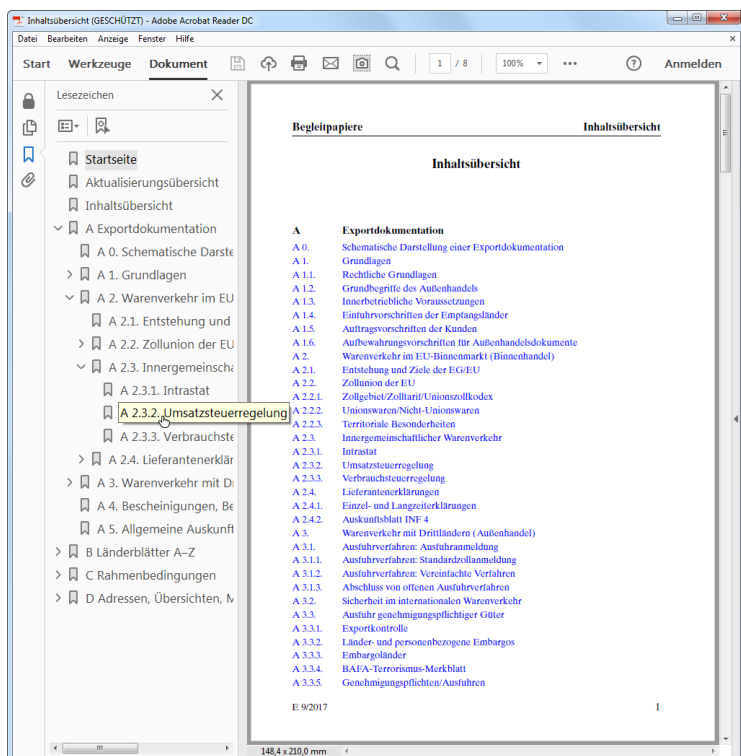 Inhaltsübersicht (GESCHÜTZT) - Adobe Acrobat Reader DC
Datei Bearbeiten Anzeige Fenster Hilfe
Start Werkzeuge Dokument 1 / 8 100% Anmelden
Lesezeichen
Startseite
Aktualisierungsübersicht
Inhaltsübersicht
A Exportdokumentation
A 0. Schematische Darste
A 1. Grundlagen
A 2. Warenverkehr im EU
A 2.1. Entstehung und
A 2.2. Zollunion der EU
A 2.3. Innergemeinscha
A 2.3.1. Intrastat
A 2.3.2. Umsatzsteuerregelung
A 2.3.3. Verbrauchste
A 2.4. Lieferantenerklär
A 3. Warenverkehr mit Dr
A 4. Bescheinigungen, Be
A 5. Allgemeine Auskunft
B Länderblätter A–Z
C Rahmenbedingungen
D Adressen, Übersichten, M
Begleitpapiere Inhaltsübersicht
Inhaltsübersicht
A Exportdokumentation
A 0. Schematische Darstellung einer Exportdokumentation
A 1. Grundlagen
A 1.1. Rechtliche Grundlagen
A 1.2. Grundbegriffe des Außenhandels
A 1.3. Innerbetriebliche Voraussetzungen
A 1.4. Einfuhrvorschriften der Empfangsländer
A 1.5. Auftragsvorschriften der Kunden
A 1.6. Aufbewahrungsvorschriften für Außenhandelsdokumente
A 2. Warenverkehr im EU-Binnenmarkt (Binnenhandel)
A 2.1. Entstehung und Ziele der EG/EU
A 2.2. Zollunion der EU
A 2.2.1. Zollgebiet/Zolltarif/Unionszollkodex
A 2.2.2. Unionswaren/Nicht-Unionswaren
A 2.2.3. Territoriale Besonderheiten
A 2.3. Innergemeinschaftlicher Warenverkehr
A 2.3.1. Intrastat
A 2.3.2. Umsatzsteuerregelung
A 2.3.3. Verbrauchsteuerregelung
A 2.4. Lieferantenerklärungen
A 2.4.1. Einzel- und Langzeiterklärungen
A 2.4.2. Auskunftsblatt INF 4
A 3. Warenverkehr mit Drittländern (Außenhandel)
A 3.1. Ausfuhrverfahren: Ausfuhranmeldung
A 3.1.1. Ausfuhrverfahren: Standardzollanmeldung
A 3.1.2. Ausfuhrverfahren: Vereinfachte Verfahren
A 3.1.3. Abschluss von offenen Ausfuhrverfahren
A 3.2. Sicherheit im internationalen Warenverkehr
A 3.3. Ausfuhr genehmigungspflichtiger Güter
A 3.3.1. Exportkontrolle
A 3.3.2. Länder- und personenbezogene Embargos
A 3.3.3. Embargoländer
A 3.3.4. BAFA-Terrorismus-Merkblatt
A 3.3.5. Genehmigungspflichten/Ausfuhren
E 9/2017 1
148,4 x 210,0 mm